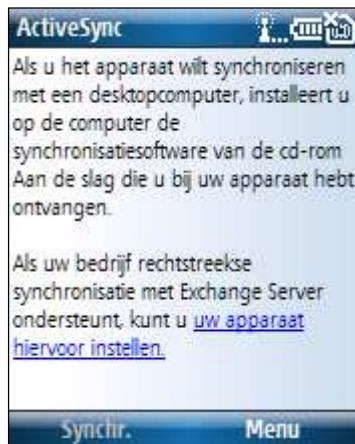 ActiveSync
Als u het apparaat wilt synchroniseren
met een desktopcomputer, installeert u
op de computer de
synchronisatiesoftware van de cd-rom
Aan de slag die u bij uw apparaat hebt
ontvangen.
Als uw bedrijf rechtstreekse
synchronisatie met Exchange Server
ondersteunt, kunt u uw apparaat
hiervoor instellen.
Synchr. Menu